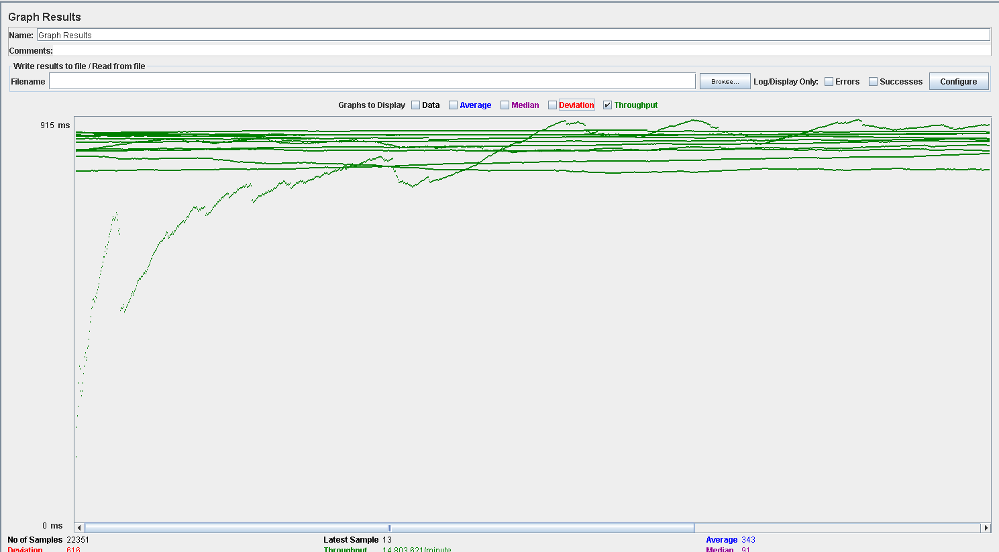 Graph Results
Name: Graph Results
Comments:
Write results to file / Read from file
Filename Browse... Log/Display Only: Errors Successes Configure
Graphs to Display Data Average Median Deviation Throughput
915 ms
0 ms
No of Samples 22351 Latest Sample 13 Average 343
Deviation 616 Throughput 14,803.621/minute Median 91